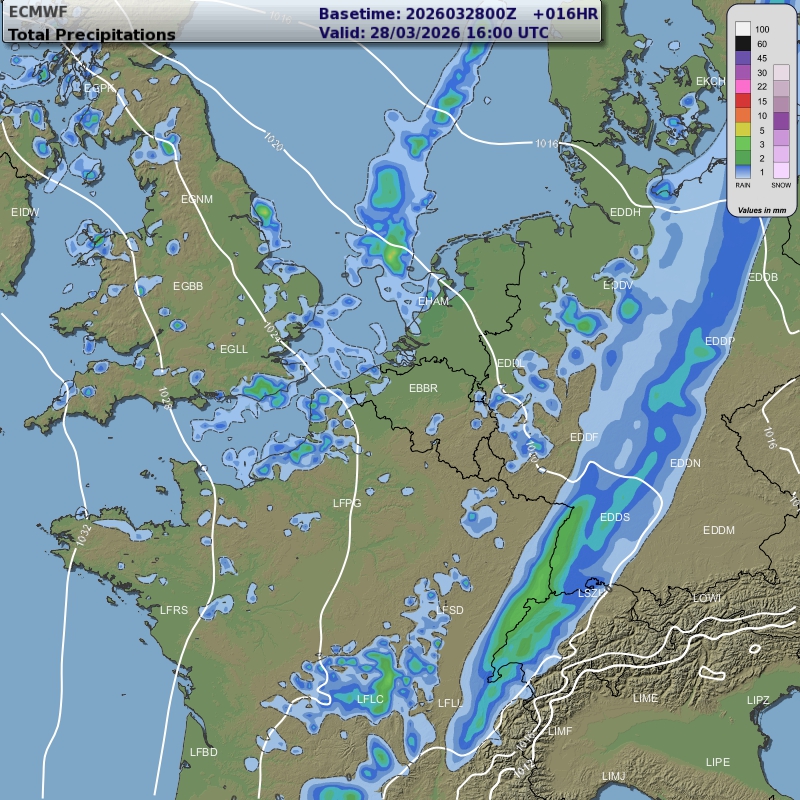 ECMWF
Basetime: 2026032800Z +016HR
Total Precipitations
Valid: 28/03/2026 16:00 UTC
1016
100
60
45
30
22
15
10
5
3
2
1
RAIN SNOW
Values in mm
EGPK
EKCH
1020
1016
EGNM
EIDW
EDDH
EGBB
EHAM
EDDV
EDDB
1024
EGLL
EDDL
EDDP
EBBR
1028
EDDF
1016
EDDN
LFPG
EDDS
EDDM
1032
LSZH
LOWI
LFRS
LFSD
LFLC
LFLL
LIME
LIPZ
LIMF
LFBD
LIPE
LIMJ
1012